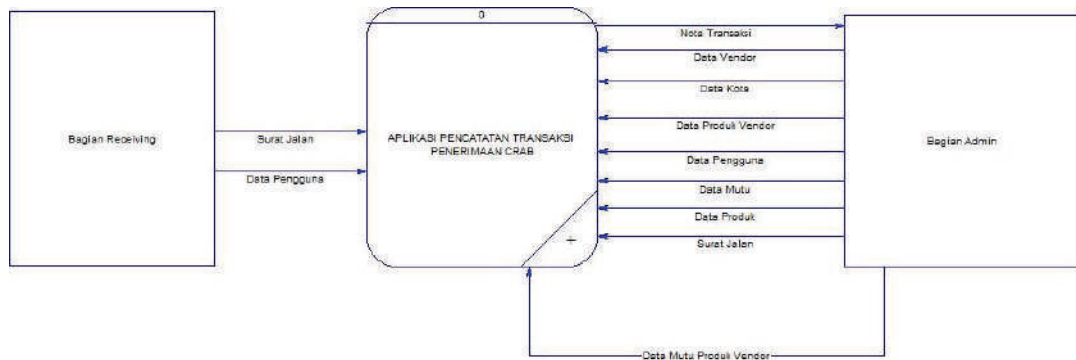 0
Nota Transaksi
Data Vendor
Data Kota
Bagian Receiving
Surat Jalan
Data Pengguna
APLIKASI PENCATATAN TRANSAKSI
PENERIMAAN CRAB
+
Data Produk Vendor
Data Pengguna
Data Mutu
Data Produk
Surat Jalan
Bagian Admin
Data Mutu Produk Vendor